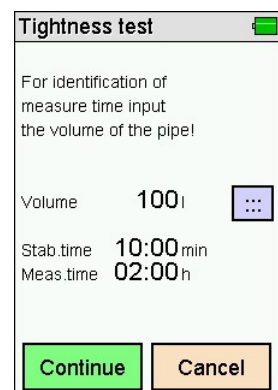 Tightness test
For identification of
measure time input
the volume of the pipe!
Volume 100 l
Stab.time 10:00 min
Meas.time 02:00 h
Continue Cancel